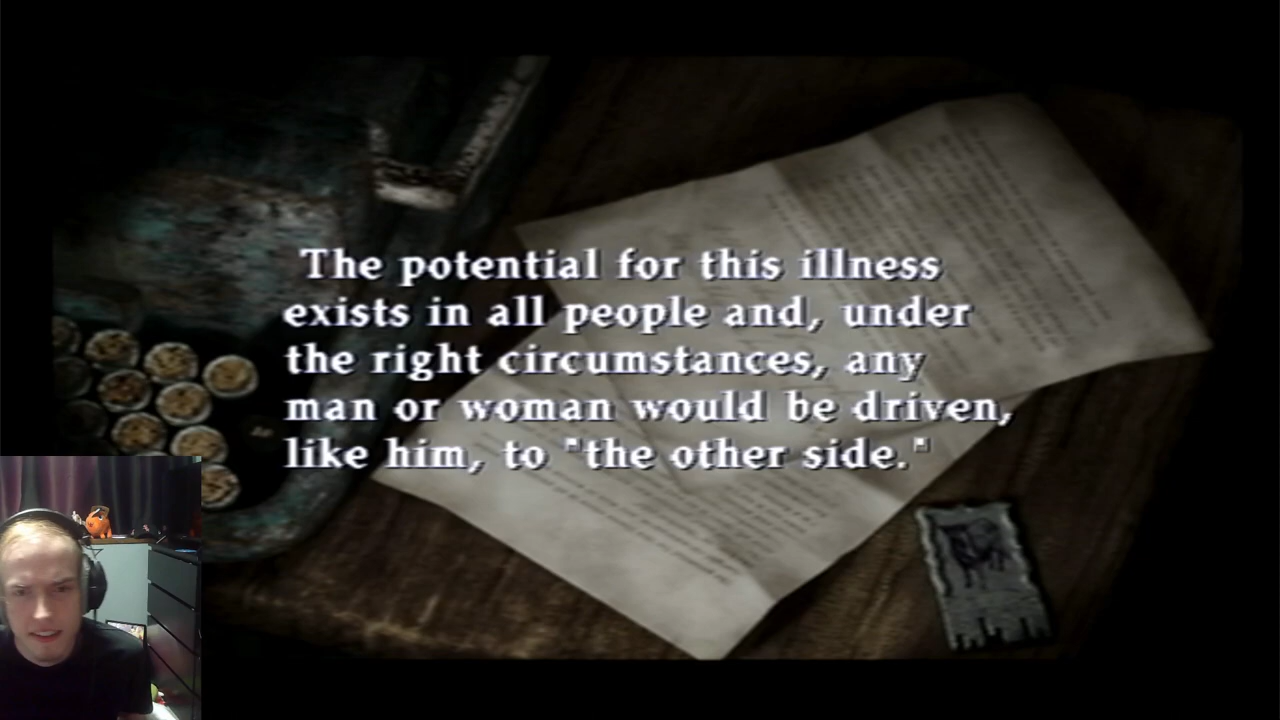 The potential for this illness
exists in all people and, under
the right circumstances, any
man or woman would be driven,
like him, to "the other side."